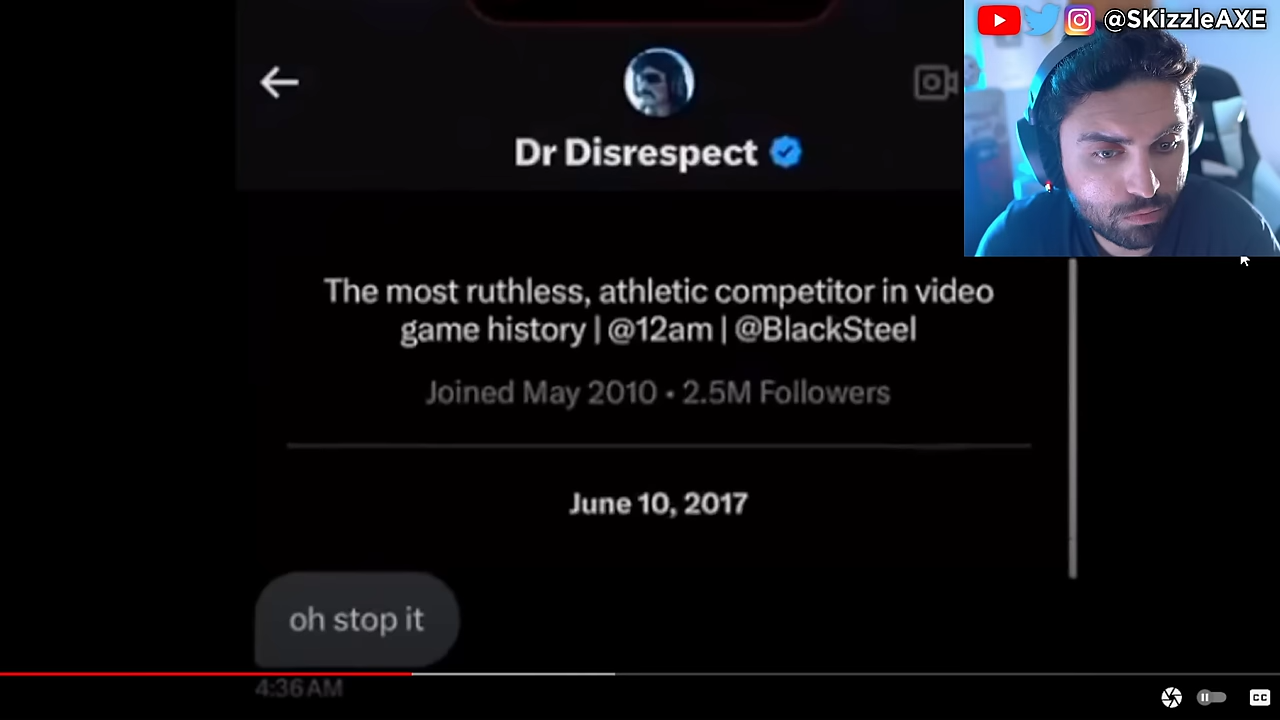 @SKizzleAXE
Dr Disrespect
The most ruthless, athletic competitor in video
game history | @12am | @BlackSteel
Joined May 2010 • 2.5M Followers
June 10, 2017
oh stop it
4:36 AM
CC